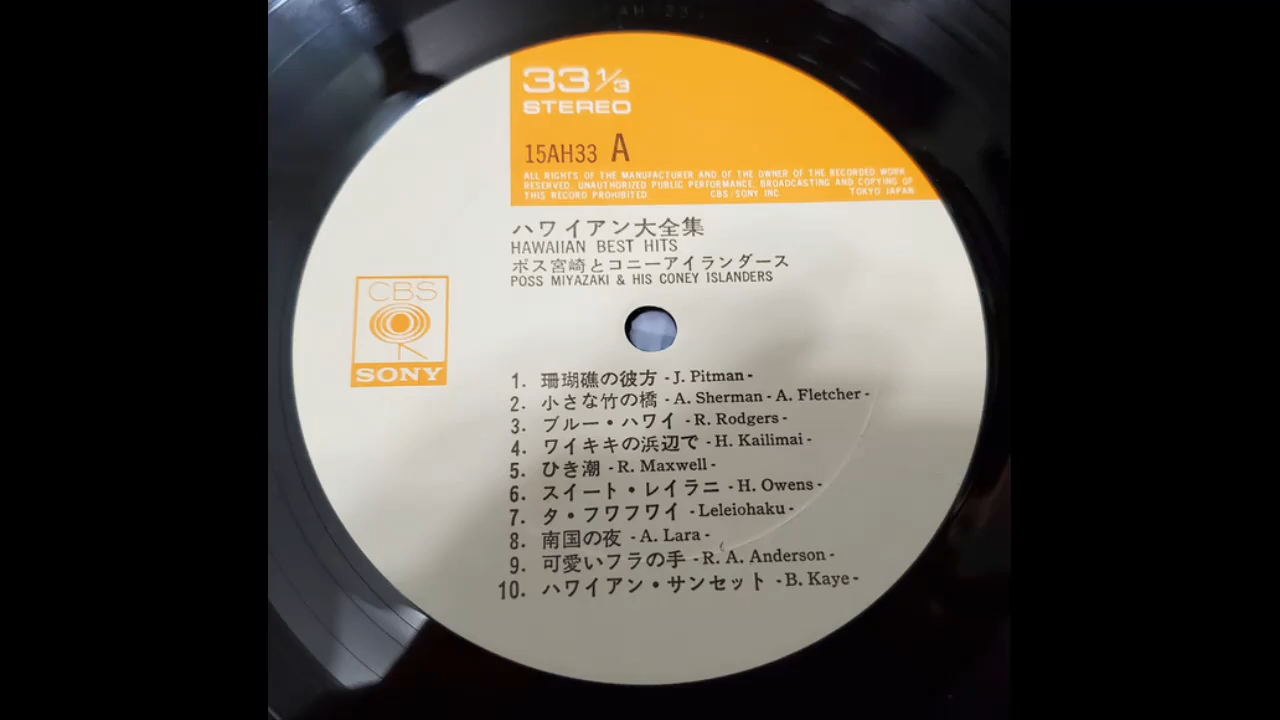 33 1/3
STEREO
15AH33 A
ALL RIGHTS OF THE MANUFACTURER AND OF THE OWNER OF THE RECORDED WORK
RESERVED. UNAUTHORIZED PUBLIC PERFORMANCE, BROADCASTING AND COPYING OF
THIS RECORD PROHIBITED CBS/SONY INC. TOKYO JAPAN
ハワイアン大全集
HAWAIIAN BEST HITS
ポス宮崎とコニーアイランダース
POSS MIYAZAKI & HIS CONEY ISLANDERS
CBS
SONY
1. 珊瑚礁の彼方 - J. Pitman -
2. 小さな竹の橋 - A. Sherman - A. Fletcher -
3. ブルー・ハワイ - R. Rodgers -
4. ワイキキの浜辺で - H. Kailimai -
5. ひき潮 - R. Maxwell -
6. スイート・レイラニ - H. Owens -
7. タ・フワフワイ - Leleiohaku -
8. 南国の夜 - A. Lara -
9. 可愛いフラの手 - R. A. Anderson -
10. ハワイアン・サンセット - B. Kaye -